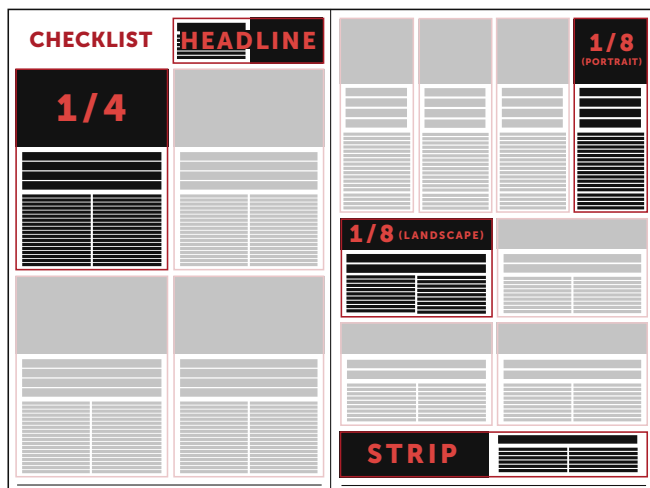 CHECKLIST
HEADLINE
1/4
1/8
(PORTRAIT)
1/8 (LANDSCAPE)
STRIP